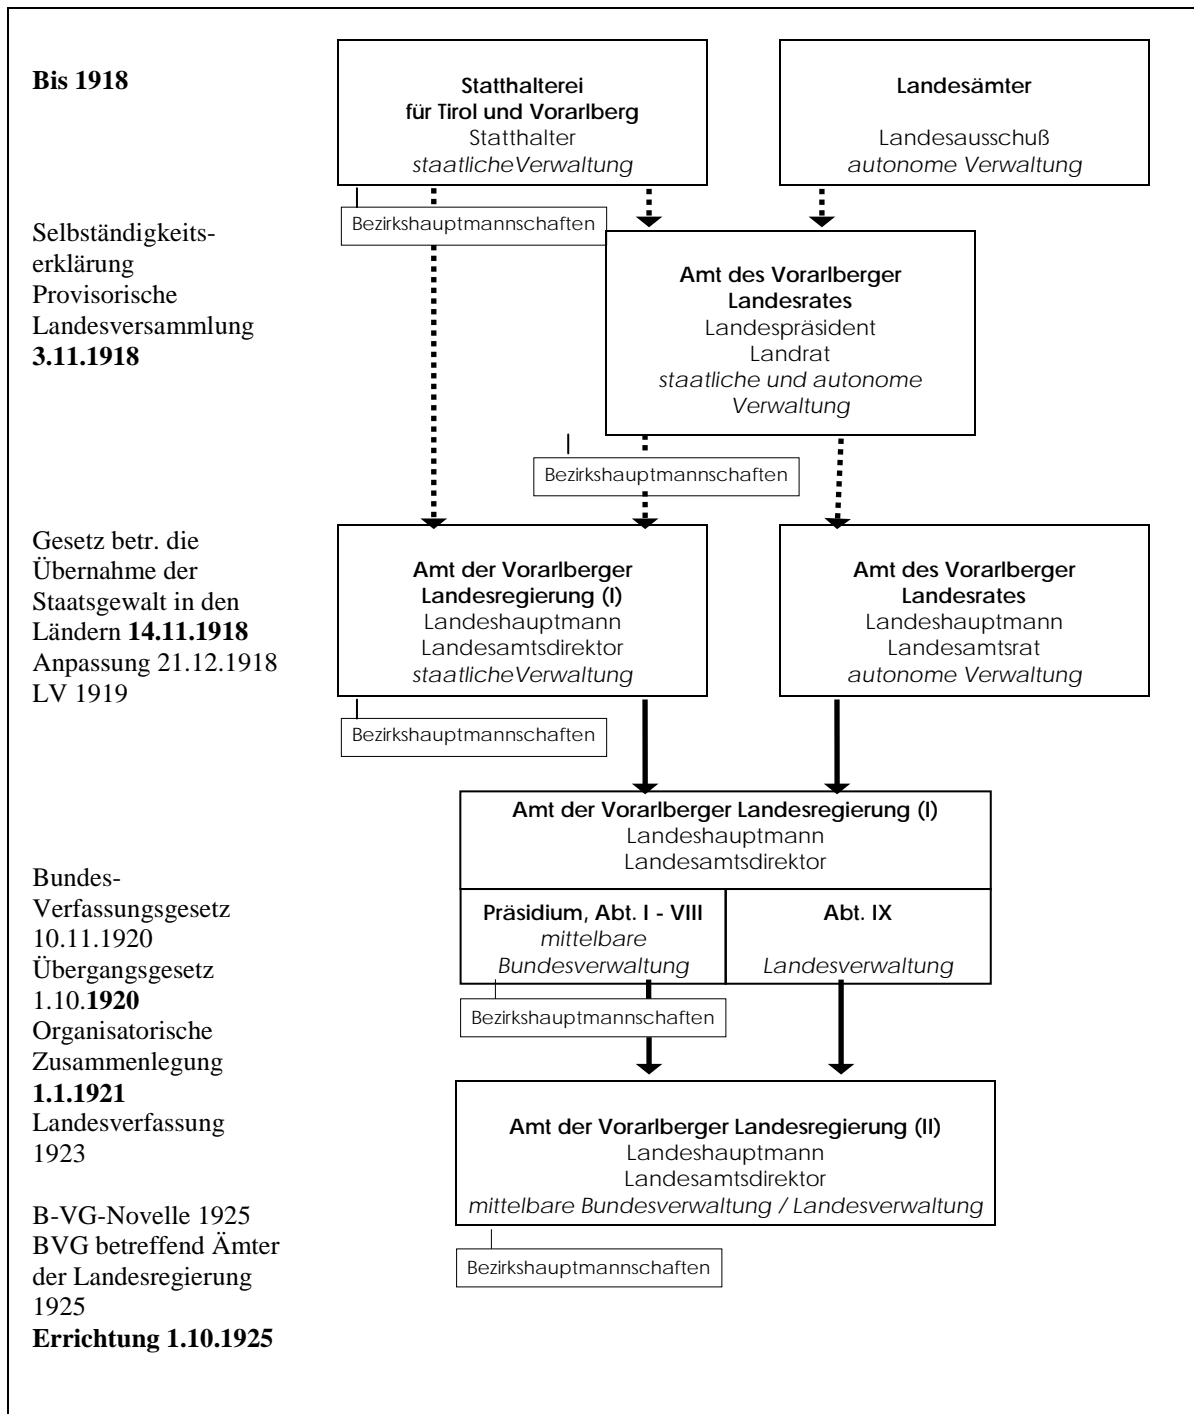 Bis 1918
Statthalterei
für Tirol und Vorarlberg
Statthalter
staatlicheVerwaltung
Landesämter
Landesausschuß
autonome Verwaltung
Bezirkshauptmannschaften
Selbständigkeits-
erklärung
Provisorische
Landesversammlung
3.11.1918
Amt des Vorarlberger
Landesrates
Landespräsident
Landrat
staatliche und autonome
Verwaltung
Bezirkshauptmannschaften
Gesetz betr. die
Übernahme der
Staatsgewalt in den
Ländern 14.11.1918
Anpassung 21.12.1918
LV 1919
Amt der Vorarlberger
Landesregierung (I)
Landeshauptmann
Landesamtsdirektor
staatlicheVerwaltung
Amt des Vorarlberger
Landesrates
Landeshauptmann
Landesamtsrat
autonome Verwaltung
Bezirkshauptmannschaften
Amt der Vorarlberger Landesregierung (I)
Landeshauptmann
Landesamtsdirektor
Präsidium, Abt. I - VIII
mittelbare
Bundesverwaltung
Abt. IX
Landesverwaltung
Bezirkshauptmannschaften
Bundes-
Verfassungsgesetz
10.11.1920
Übergangsgesetz
1.10.1920
Organisatorische
Zusammenlegung
1.1.1921
Landesverfassung
1923
Amt der Vorarlberger Landesregierung (II)
Landeshauptmann
Landesamtsdirektor
mittelbare Bundesverwaltung / Landesverwaltung
Bezirkshauptmannschaften
B-VG-Novelle 1925
BVG betreffend Ämter
der Landesregierung
1925
Errichtung 1.10.1925